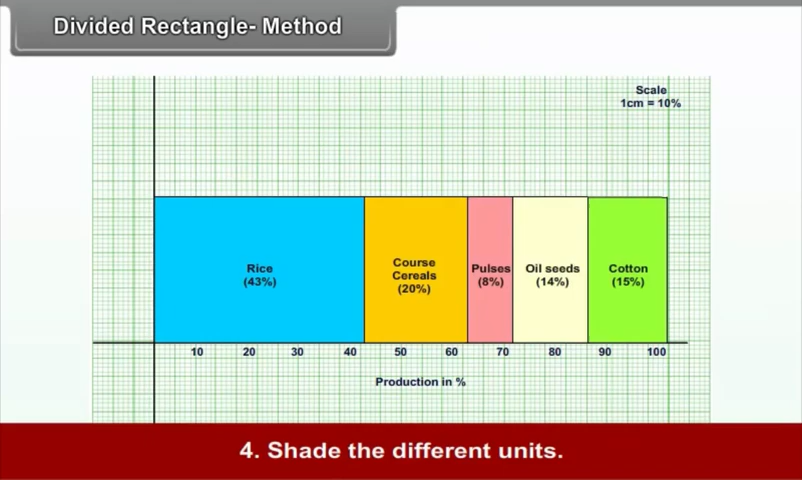 Divided Rectangle- Method
Scale
1cm = 10%
Rice
(43%)
Course
Cereals
(20%)
Pulses
(8%)
Oil seeds
(14%)
Cotton
(15%)
10 20 30 40 50 60 70 80 90 100
Production in %
4. Shade the different units.